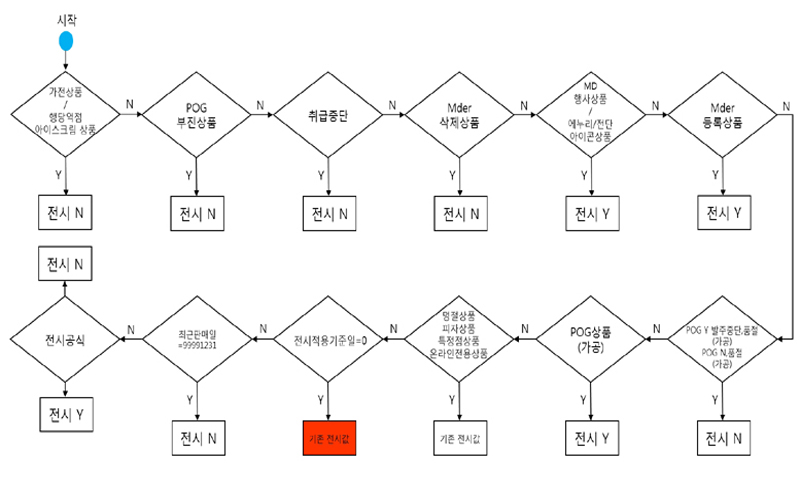 시작
가전상품
/
행당역점
아이스크림 상품
N
POG
부진상품
N
취급중단
N
Mder
삭제상품
N
MD
행사상품
/
에누리/전단
아이콘상품
N
Mder
등록상품
N
Y
Y
Y
Y
Y
Y
전시 N
전시 N
전시 N
전시 N
전시 Y
전시 Y
전시 N
전시공식
N
최근판매일
=99991231
N
전시적용기준일=0
N
명절상품
피자상품
특정점상품
온라인전용상품
N
POG상품
(가공)
N
POG Y 발주중단,품절
(가공)
POG N,품절
(가공)
Y
Y
Y
Y
Y
전시 Y
전시 N
기존 전시값
기존 전시값
전시 Y
전시 N